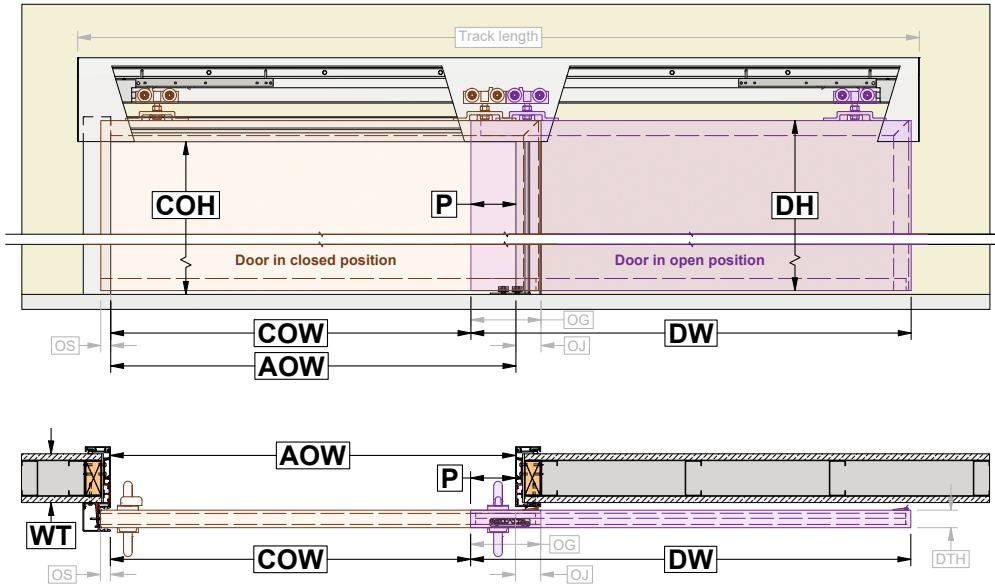 Track length
COH
P
DH
Door in closed position
Door in open position
COW
OG
DW
OS
OJ
AOW
AOW
P
WT
COW
OG
DW
DTH
OS
OJ